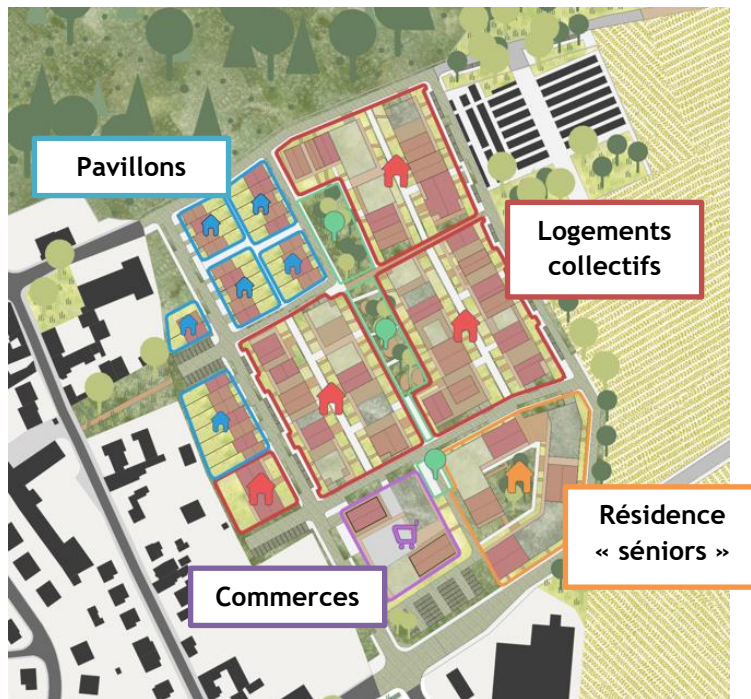 Pavillons
Logements
collectifs
Résidence
« séniors »
Commerces